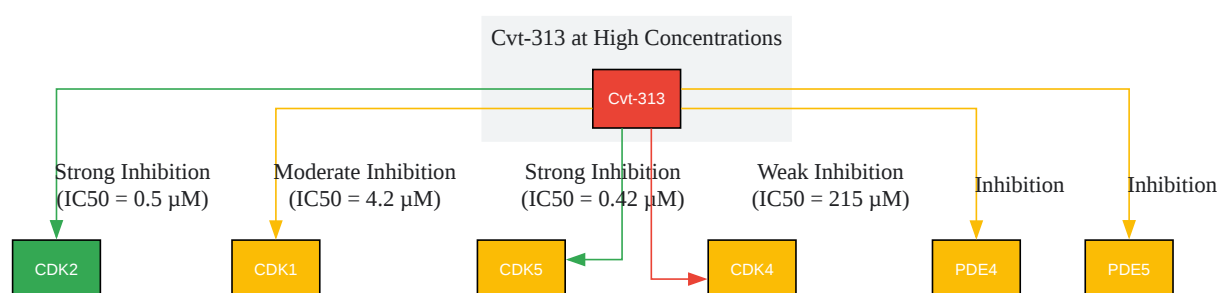 Cvt-313 at High Concentrations
Cvt-313
Strong Inhibition
(IC50 = 0.5 µM)
Moderate Inhibition
(IC50 = 4.2 µM)
Strong Inhibition
(IC50 = 0.42 µM)
Weak Inhibition
(IC50 = 215 µM)
Inhibition
Inhibition
CDK2
CDK1
CDK5
CDK4
PDE4
PDE5